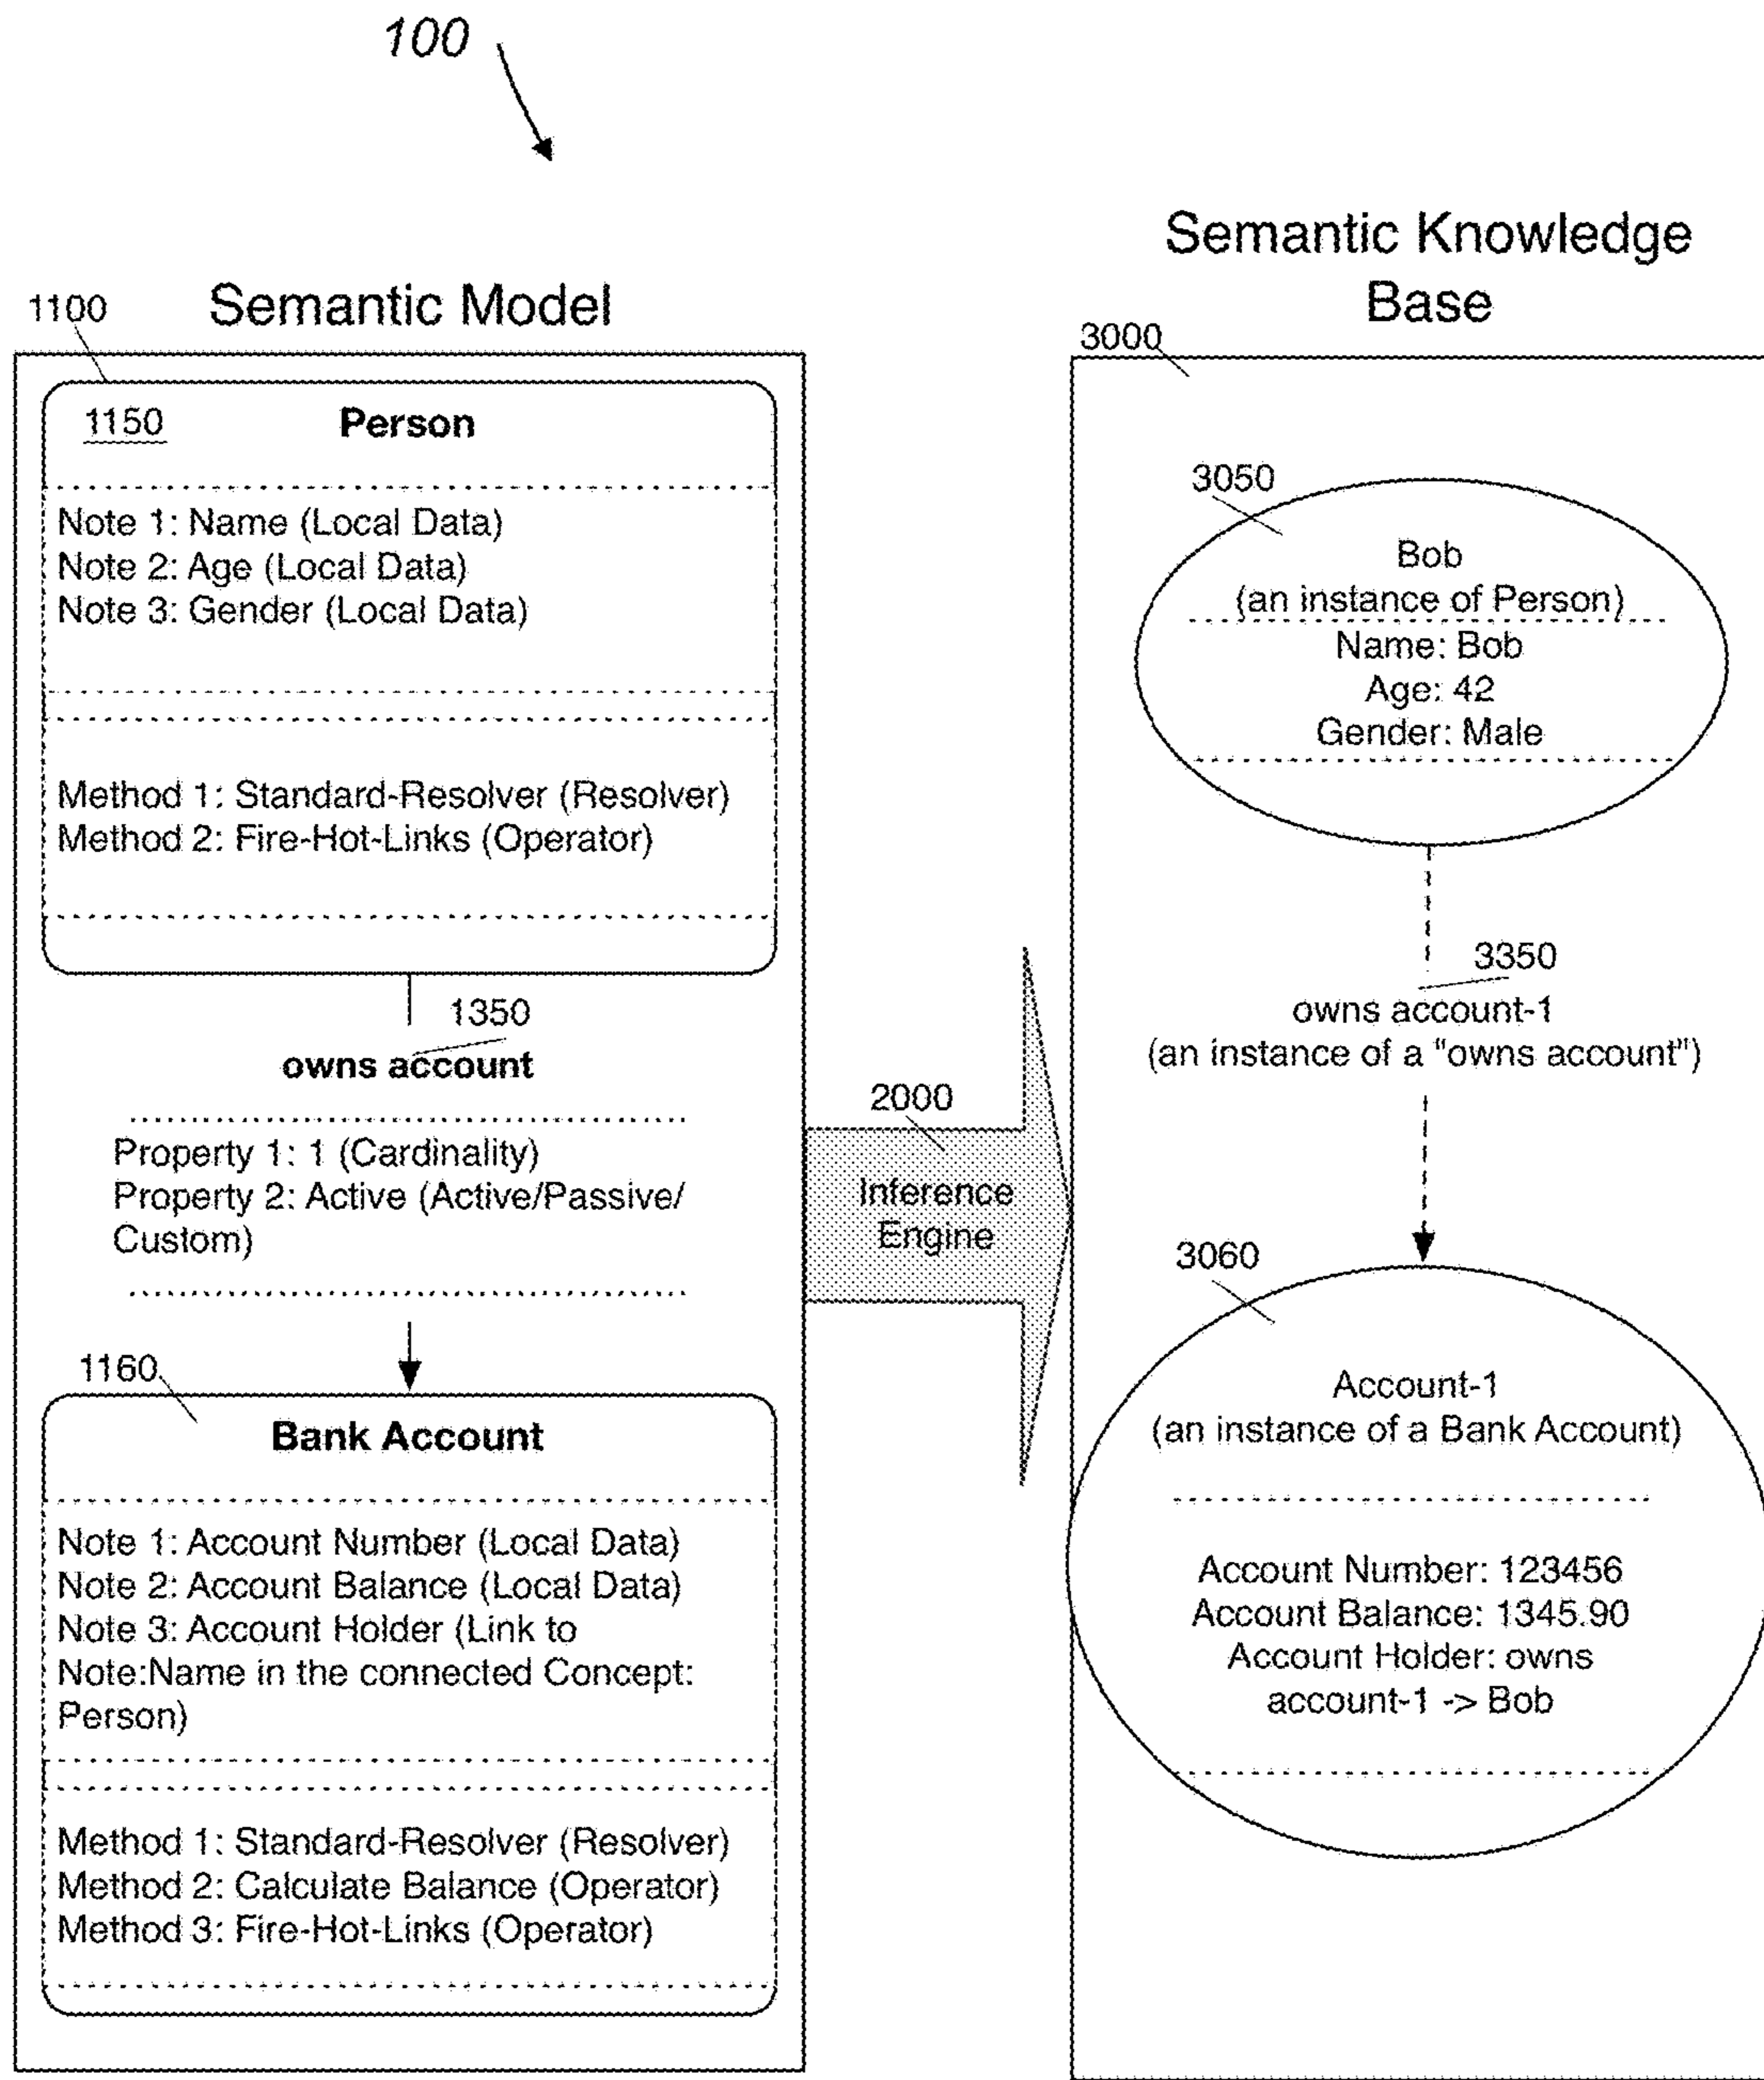 100
Semantic Model
1100
1150
Person
Note 1: Name (Local Data)
Note 2: Age (Local Data)
Note 3: Gender (Local Data)
Method 1: Standard-Resolver (Resolver)
Method 2: Fire-Hot-Links (Operator)
1350
owns account
Property 1: 1 (Cardinality)
Property 2: Active (Active/Passive/
Custom)
1160
Bank Account
Note 1: Account Number (Local Data)
Note 2: Account Balance (Local Data)
Note 3: Account Holder (Link to
Note:Name in the connected Concept:
Person)
Method 1: Standard-Resolver (Resolver)
Method 2: Calculate Balance (Operator)
Method 3: Fire-Hot-Links (Operator)
2000
Inference
Engine
Semantic Knowledge
Base
3000
3050
Bob
(an instance of Person)
Name: Bob
Age: 42
Gender: Male
3350
owns account-1
(an instance of a "owns account")
3060
Account-1
(an instance of a Bank Account)
Account Number: 123456
Account Balance: 1345.90
Account Holder: owns
account-1 -> Bob